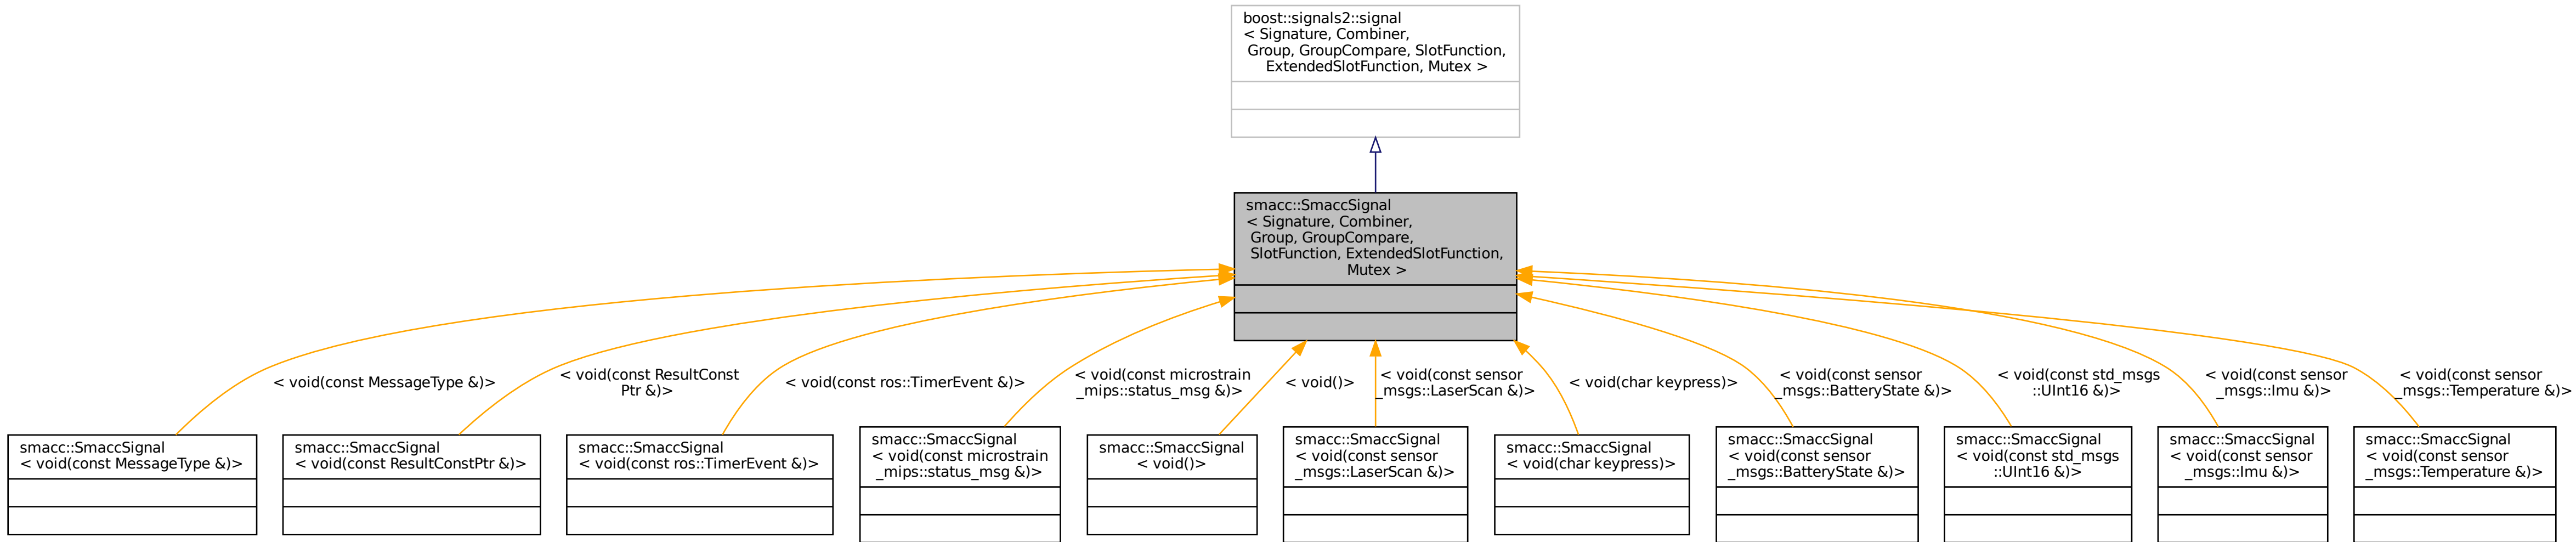 boost::signals2::signal
< Signature, Combiner,
Group, GroupCompare, SlotFunction,
ExtendedSlotFunction, Mutex >
smacc::SmaccSignal
< Signature, Combiner,
Group, GroupCompare,
SlotFunction, ExtendedSlotFunction,
Mutex >
< void(const MessageType &)>
< void(const ResultConst
Ptr &)>
< void(const ros::TimerEvent &)>
< void(const microstrain
_mips::status_msg &)>
< void()>
< void(const sensor
_msgs::LaserScan &)>
< void(char keypress)>
< void(const sensor
_msgs::BatteryState &)>
< void(const std_msgs
::UInt16 &)>
< void(const sensor
_msgs::Imu &)>
< void(const sensor
_msgs::Temperature &)>
smacc::SmaccSignal
< void(const MessageType &)>
smacc::SmaccSignal
< void(const ResultConstPtr &)>
smacc::SmaccSignal
< void(const ros::TimerEvent &)>
smacc::SmaccSignal
< void(const microstrain
_mips::status_msg &)>
smacc::SmaccSignal
< void()>
smacc::SmaccSignal
< void(const sensor
_msgs::LaserScan &)>
smacc::SmaccSignal
< void(char keypress)>
smacc::SmaccSignal
< void(const sensor
_msgs::BatteryState &)>
smacc::SmaccSignal
< void(const std_msgs
::UInt16 &)>
smacc::SmaccSignal
< void(const sensor
_msgs::Imu &)>
smacc::SmaccSignal
< void(const sensor
_msgs::Temperature &)>